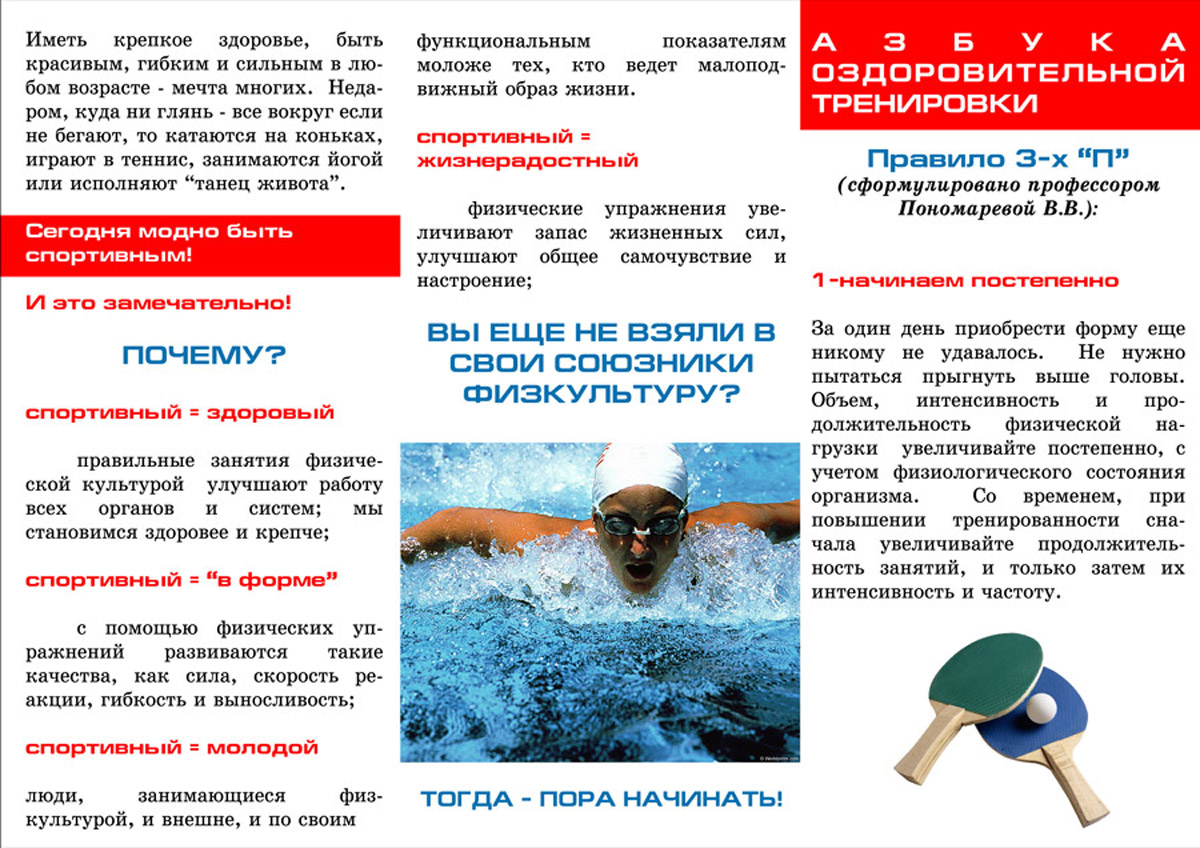 Иметь крепкое здоровье, быть
красивым, гибким и сильным в лю-
бом возрасте - мечта многих. Неда-
ром, куда ни глянь - все вокруг если
не бегают, то катаются на коньках,
играют в теннис, занимаются йогой
или исполняют “танец живота”.
Сегодня модно быть
спортивным!
И это замечательно!
ПОЧЕМУ?
спортивный = здоровый
правильные занятия физиче-
ской культурой улучшают работу
всех органов и систем; мы
становимся здоровее и крепче;
спортивный = “в форме”
с помощью физических уп-
ражнений развиваются такие
качества, как сила, скорость ре-
акции, гибкость и выносливость;
спортивный = молодой
люди, занимающиеся физ-
культурой, и внешне, и по своим
функциональным показателям
моложе тех, кто ведет малопод-
вижный образ жизни.
спортивный =
жизнерадостный
физические упражнения уве-
личивают запас жизненных сил,
улучшают общее самочувствие и
настроение;
ВЫ ЕЩЕ НЕ ВЗЯЛИ В
СВОИ СОЮЗНИКИ
ФИЗКУЛЬТУРУ?
ТОГДА - ПОРА НАЧИНАТЬ!
А З Б У К А
ОЗДОРОВИТЕЛЬНОЙ
ТРЕНИРОВКИ
Правило 3-х “П”
(сформулировано профессором
Пономаревой В.В.):
1-начинаем постепенно
За один день приобрести форму еще
никому не удавалось. Не нужно
пытаться прыгнуть выше головы.
Объем, интенсивность и про-
должительность физической на-
грузки увеличивайте постепенно, с
учетом физиологического состояния
организма. Со временем, при
повышении тренированности сна-
чала увеличивайте продолжитель-
ность занятий, и только затем их
интенсивность и частоту.